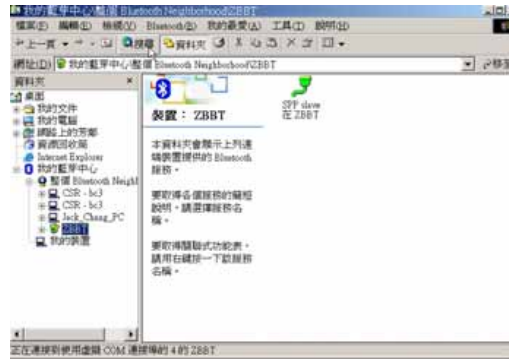 我的藍芽中心\整個 Bluetooth Neighborhood\ZBBT
檔案(F) 編輯(E) 檢視(V) Bluetooth(B) 我的最愛(A) 工具(T) 說明(H)
上一頁 搜尋 資料夾
網址(D) 我的藍芽中心\整個 Bluetooth Neighborhood\ZBBT 移至
資料夾
桌面
我的文件
我的電腦
網路上的芳鄰
資源回收筒
Internet Explorer
我的藍芽中心
整個 Bluetooth Neighl
CSR - bc3
CSR - bc3
Jack_Chang_PC
ZBBT
我的裝置
裝置： ZBBT
本資料夾會顯示上列遠
端裝置提供的 Bluetooth
服務。
要取得各個服務的簡短
說明，請選擇服務名
稱。
要取得關聯式功能表，
請用右鍵按一下該服務
名稱。
SPP slave
在 ZBBT
正在連接到使用虛擬 COM 連接埠的 4 的 ZBBT